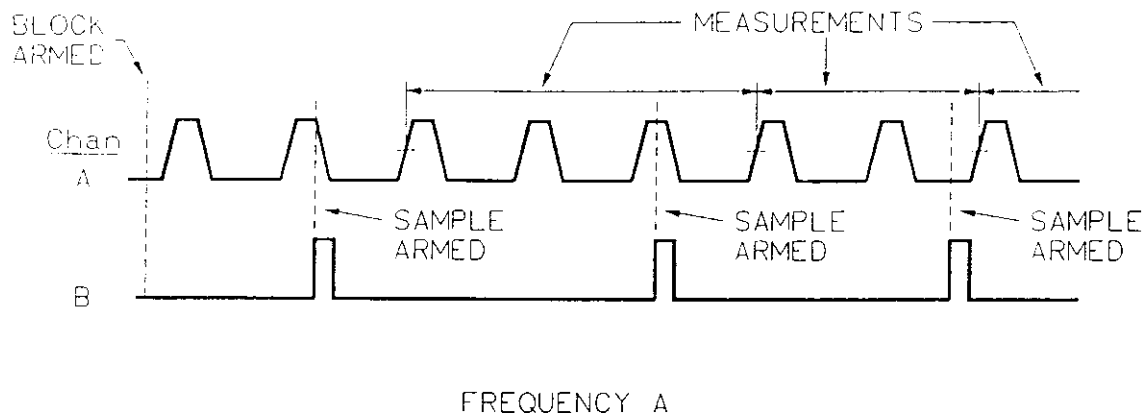 BLOCK
ARMED
MEASUREMENTS
Chan
A
SAMPLE
ARMED
SAMPLE
ARMED
SAMPLE
ARMED
B
FREQUENCY A